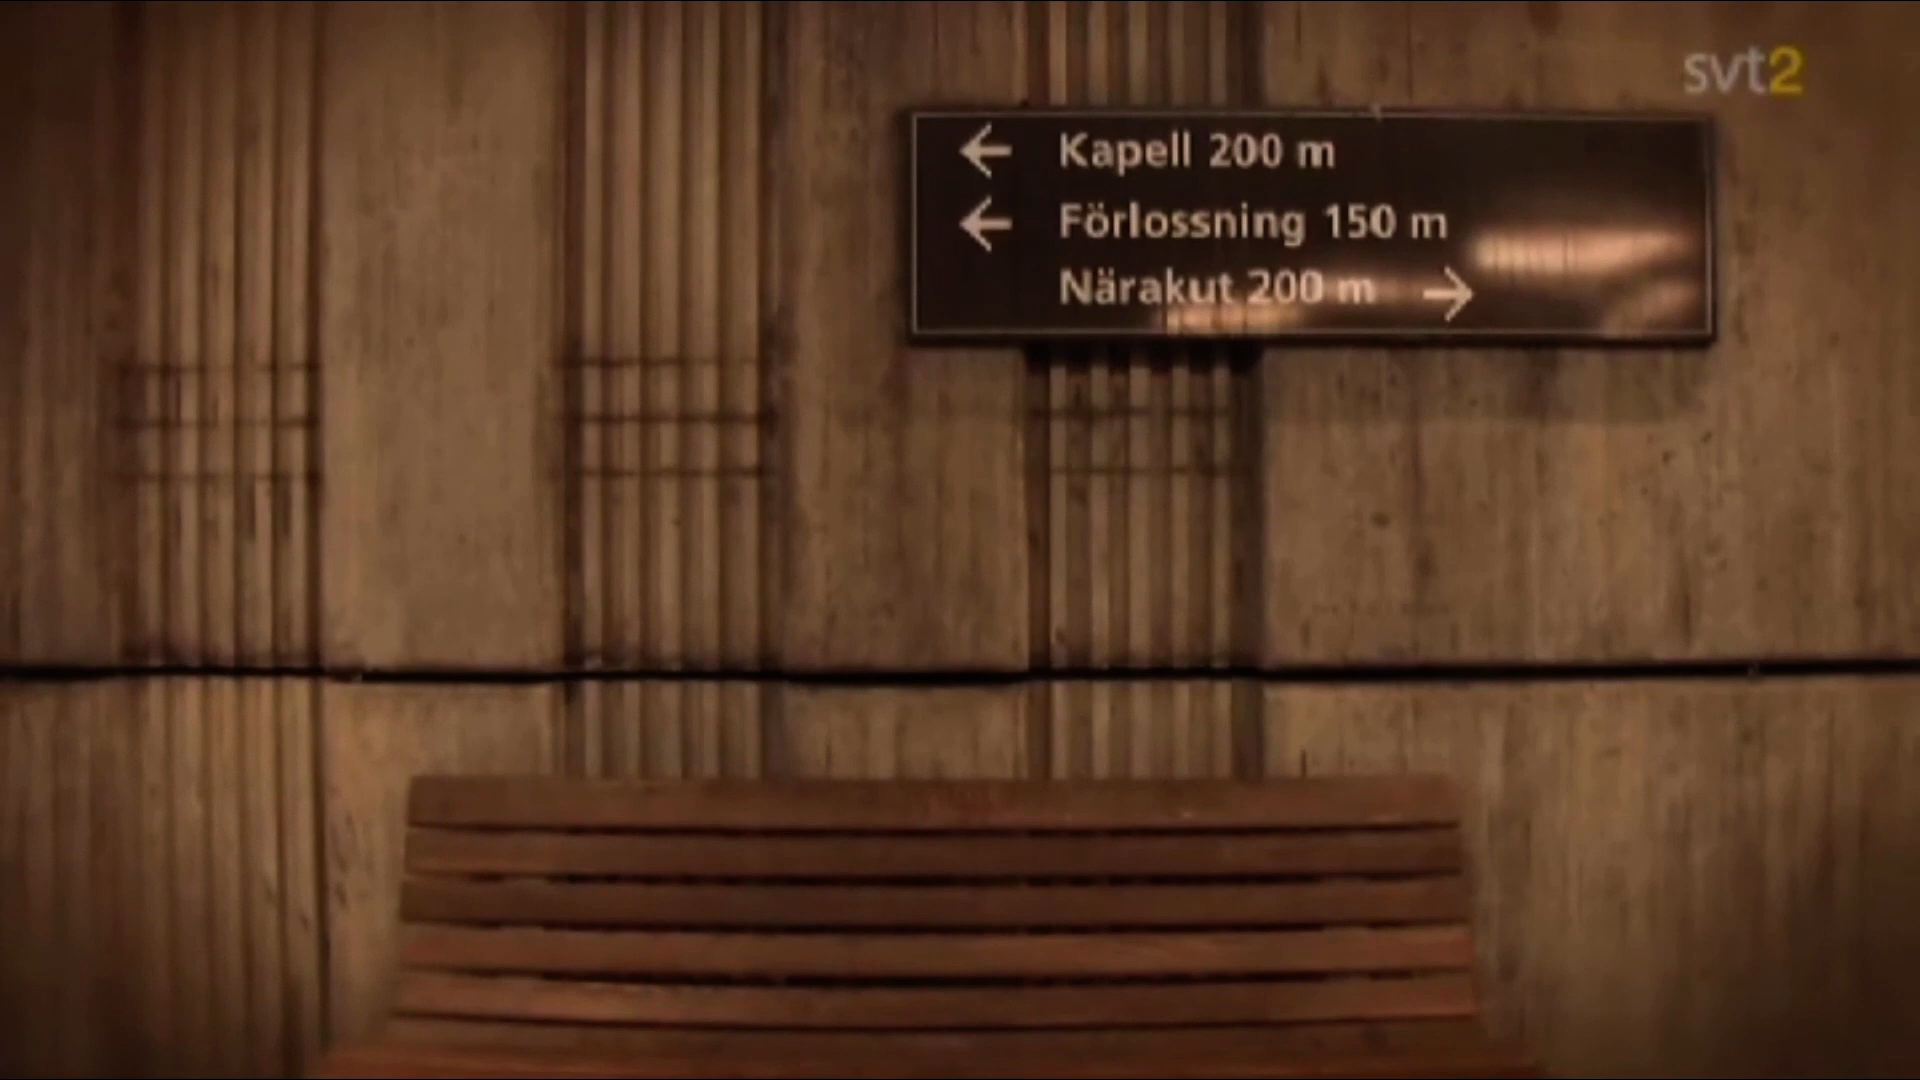 svt2
← Kapell 200 m
← Förlossning 150 m
Närakut 200 m →